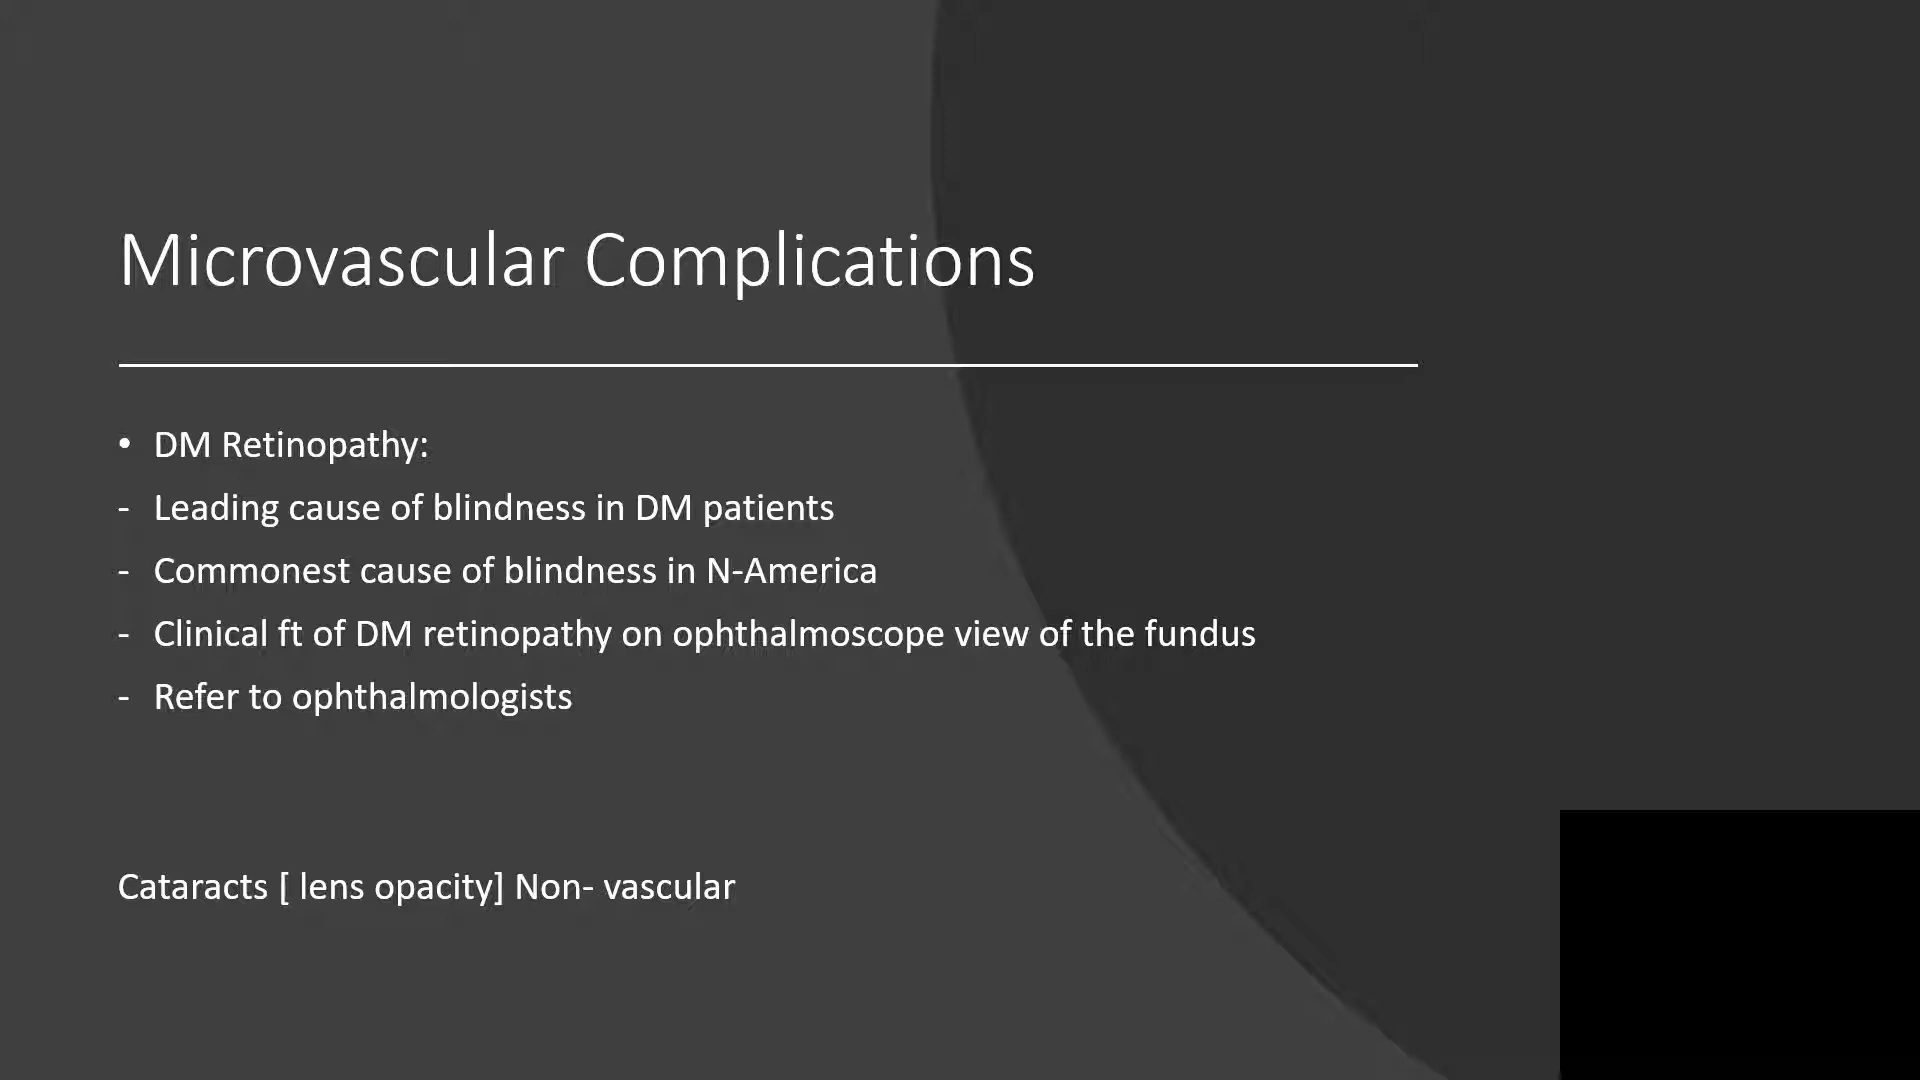 Microvascular Complications
• DM Retinopathy:
- Leading cause of blindness in DM patients
- Commonest cause of blindness in N-America
- Clinical ft of DM retinopathy on ophthalmoscope view of the fundus
- Refer to ophthalmologists
Cataracts [ lens opacity] Non- vascular